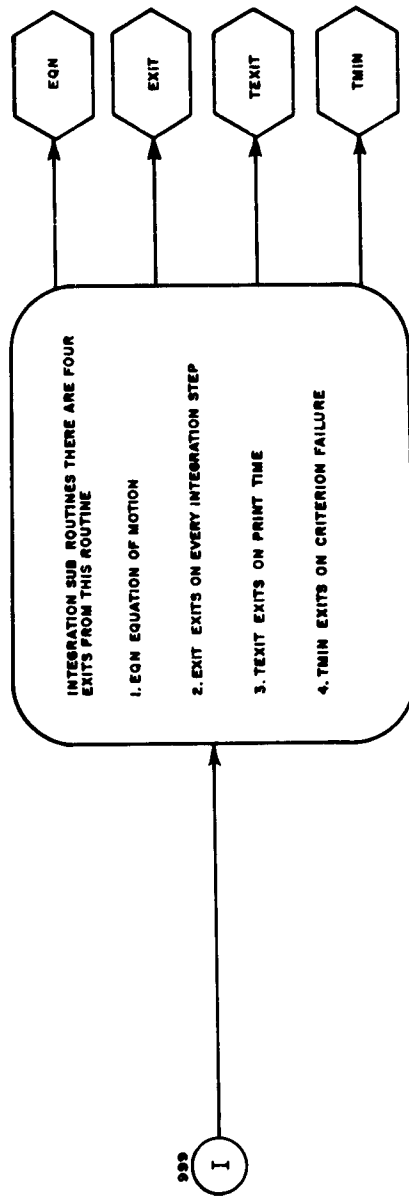 999
I
INTEGRATION SUB ROUTINES THERE ARE FOUR
EXITS FROM THIS ROUTINE
1. EQN EQUATION OF MOTION
2. EXIT EXITS ON EVERY INTEGRATION STEP
3. TEXIT EXITS ON PRINT TIME
4. TMIN EXITS ON CRITERION FAILURE
EQN
EXIT
TEXIT
TMIN